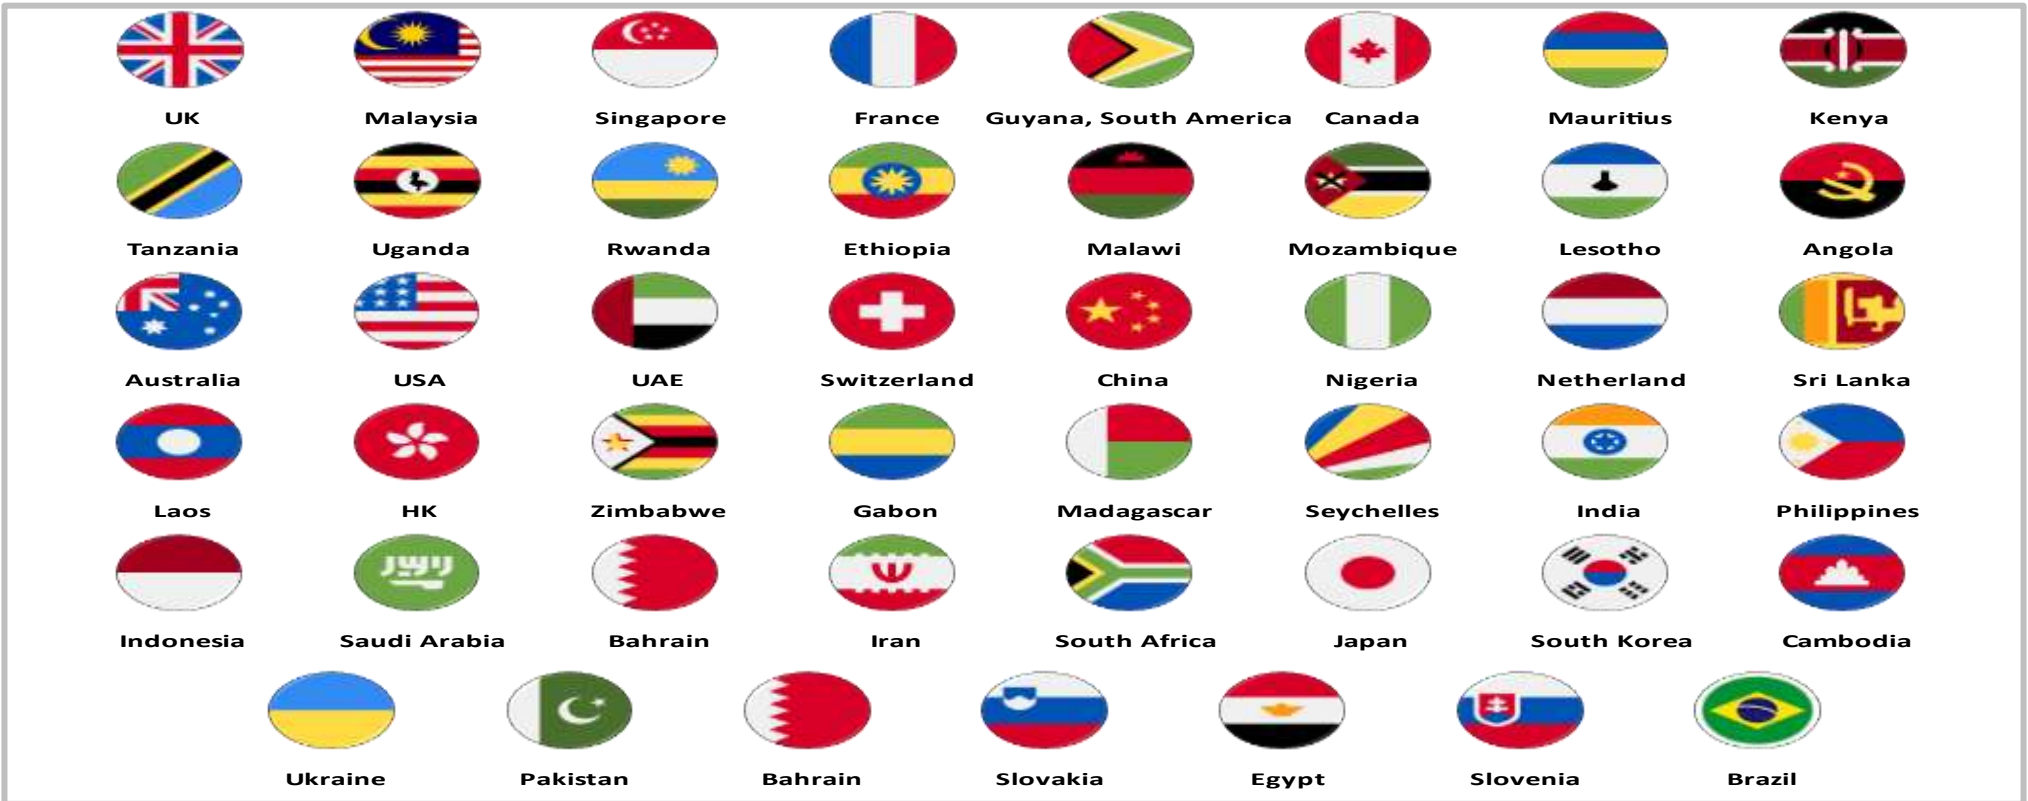 UK Malaysia Singapore France Guyana, South America Canada Mauritius Kenya
Tanzania Uganda Rwanda Ethiopia Malawi Mozambique Lesotho Angola
Australia USA UAE Switzerland China Nigeria Netherland Sri Lanka
Laos HK Zimbabwe Gabon Madagascar Seychelles India Philippines
Indonesia Saudi Arabia Bahrain Iran South Africa Japan South Korea Cambodia
Ukraine Pakistan Bahrain Slovakia Egypt Slovenia Brazil